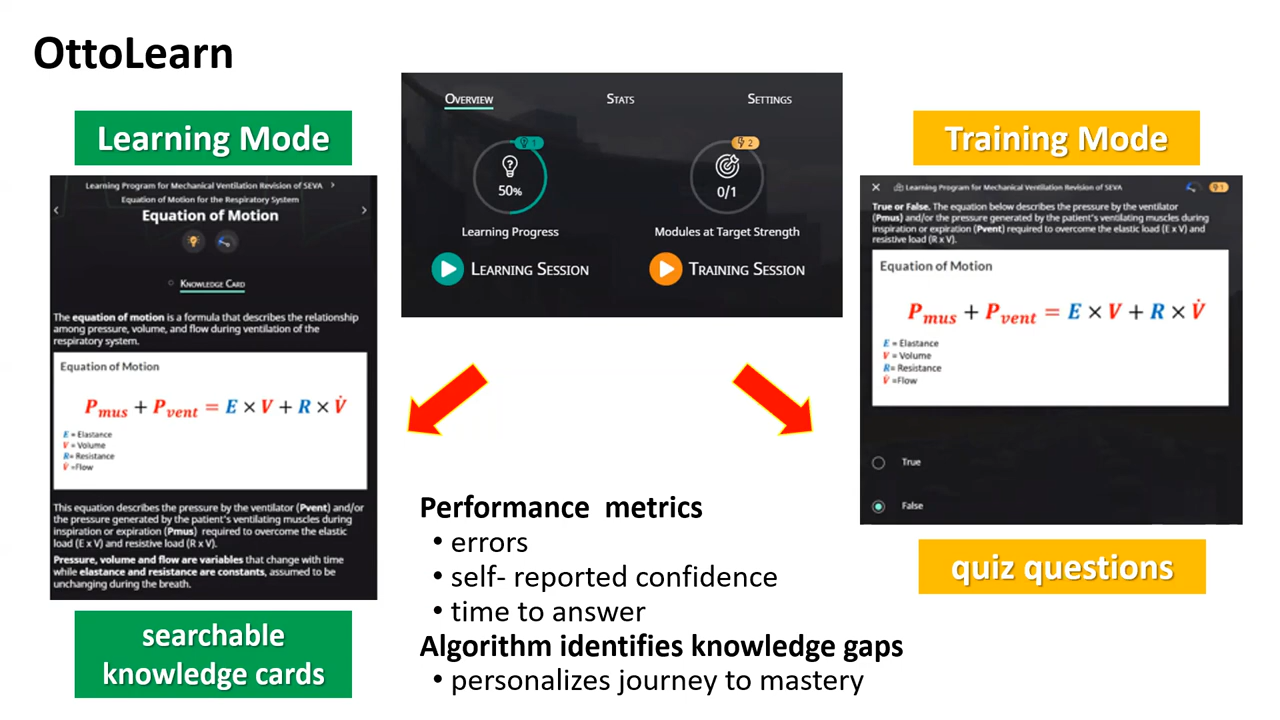 OttoLearn
Learning Mode
Learning Program for Mechanical Ventilation Revision of SEVA
Equation of Motion for the Respiratory System
Equation of Motion
Knowledge Card
The equation of motion is a formula that describes the relationship
among pressure, volume, and flow during ventilation of the
respiratory system.
Equation of Motion
Pmus + Pvent = E × V + R × V̇
E = Elastance
V = Volume
R= Resistance
V̇ =Flow
This equation describes the pressure by the ventilator (Pvent) and/or
the pressure generated by the patient's ventilating muscles during
inspiration or expiration (Pmus) required to overcome the elastic
load (E x V) and resistive load (R x V).
Pressure, volume and flow are variables that change with time
while elastance and resistance are constants, assumed to be
unchanging during the breath.
searchable
knowledge cards
Overview Stats Settings
1 2
50% 0/1
Learning Progress Modules at Target Strength
Learning Session Training Session
Performance metrics
• errors
• self- reported confidence
• time to answer
Algorithm identifies knowledge gaps
• personalizes journey to mastery
Training Mode
Learning Program for Mechanical Ventilation Revision of SEVA 1
True or False. The equation below describes the pressure by the ventilator
(Pmus) and/or the pressure generated by the patient's ventilating muscles during
inspiration or expiration (Pvent) required to overcome the elastic load (E x V) and
resistive load (R x V).
Equation of Motion
Pmus + Pvent = E × V + R × V̇
E = Elastance
V = Volume
R= Resistance
V̇ =Flow
True
False
quiz questions